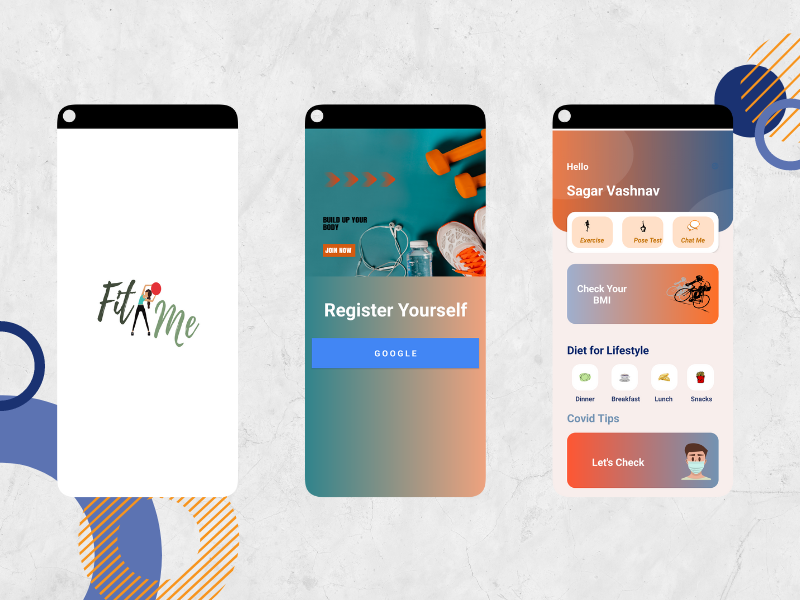 Fit Me
BUILD UP YOUR
BODY
JOIN NOW
Register Yourself
GOOGLE
Hello
Sagar Vashnav
Exercise
Pose Test
Chat Me
Check Your
BMI
Diet for Lifestyle
Dinner
Breakfast
Lunch
Snacks
Covid Tips
Let's Check